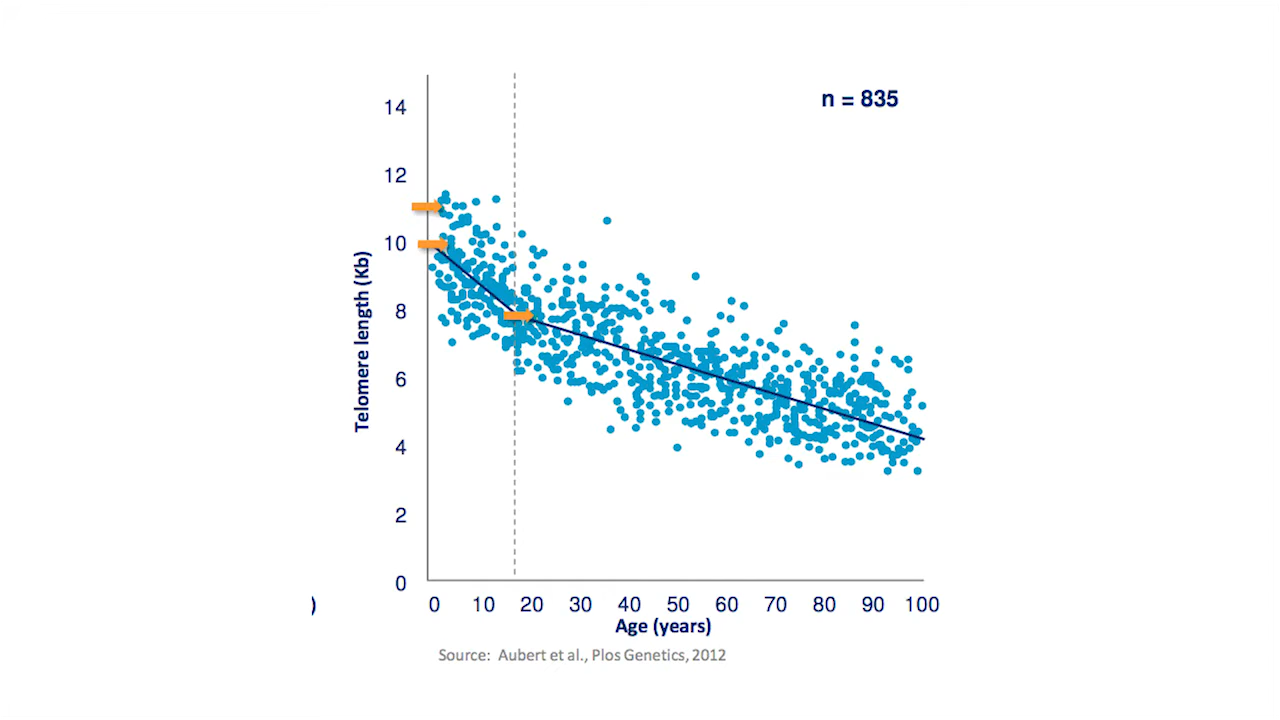 n = 835
14
12
10
8
6
4
2
0
Telomere length (Kb)
)
0 10 20 30 40 50 60 70 80 90 100
Age (years)
Source: Aubert et al., Plos Genetics, 2012